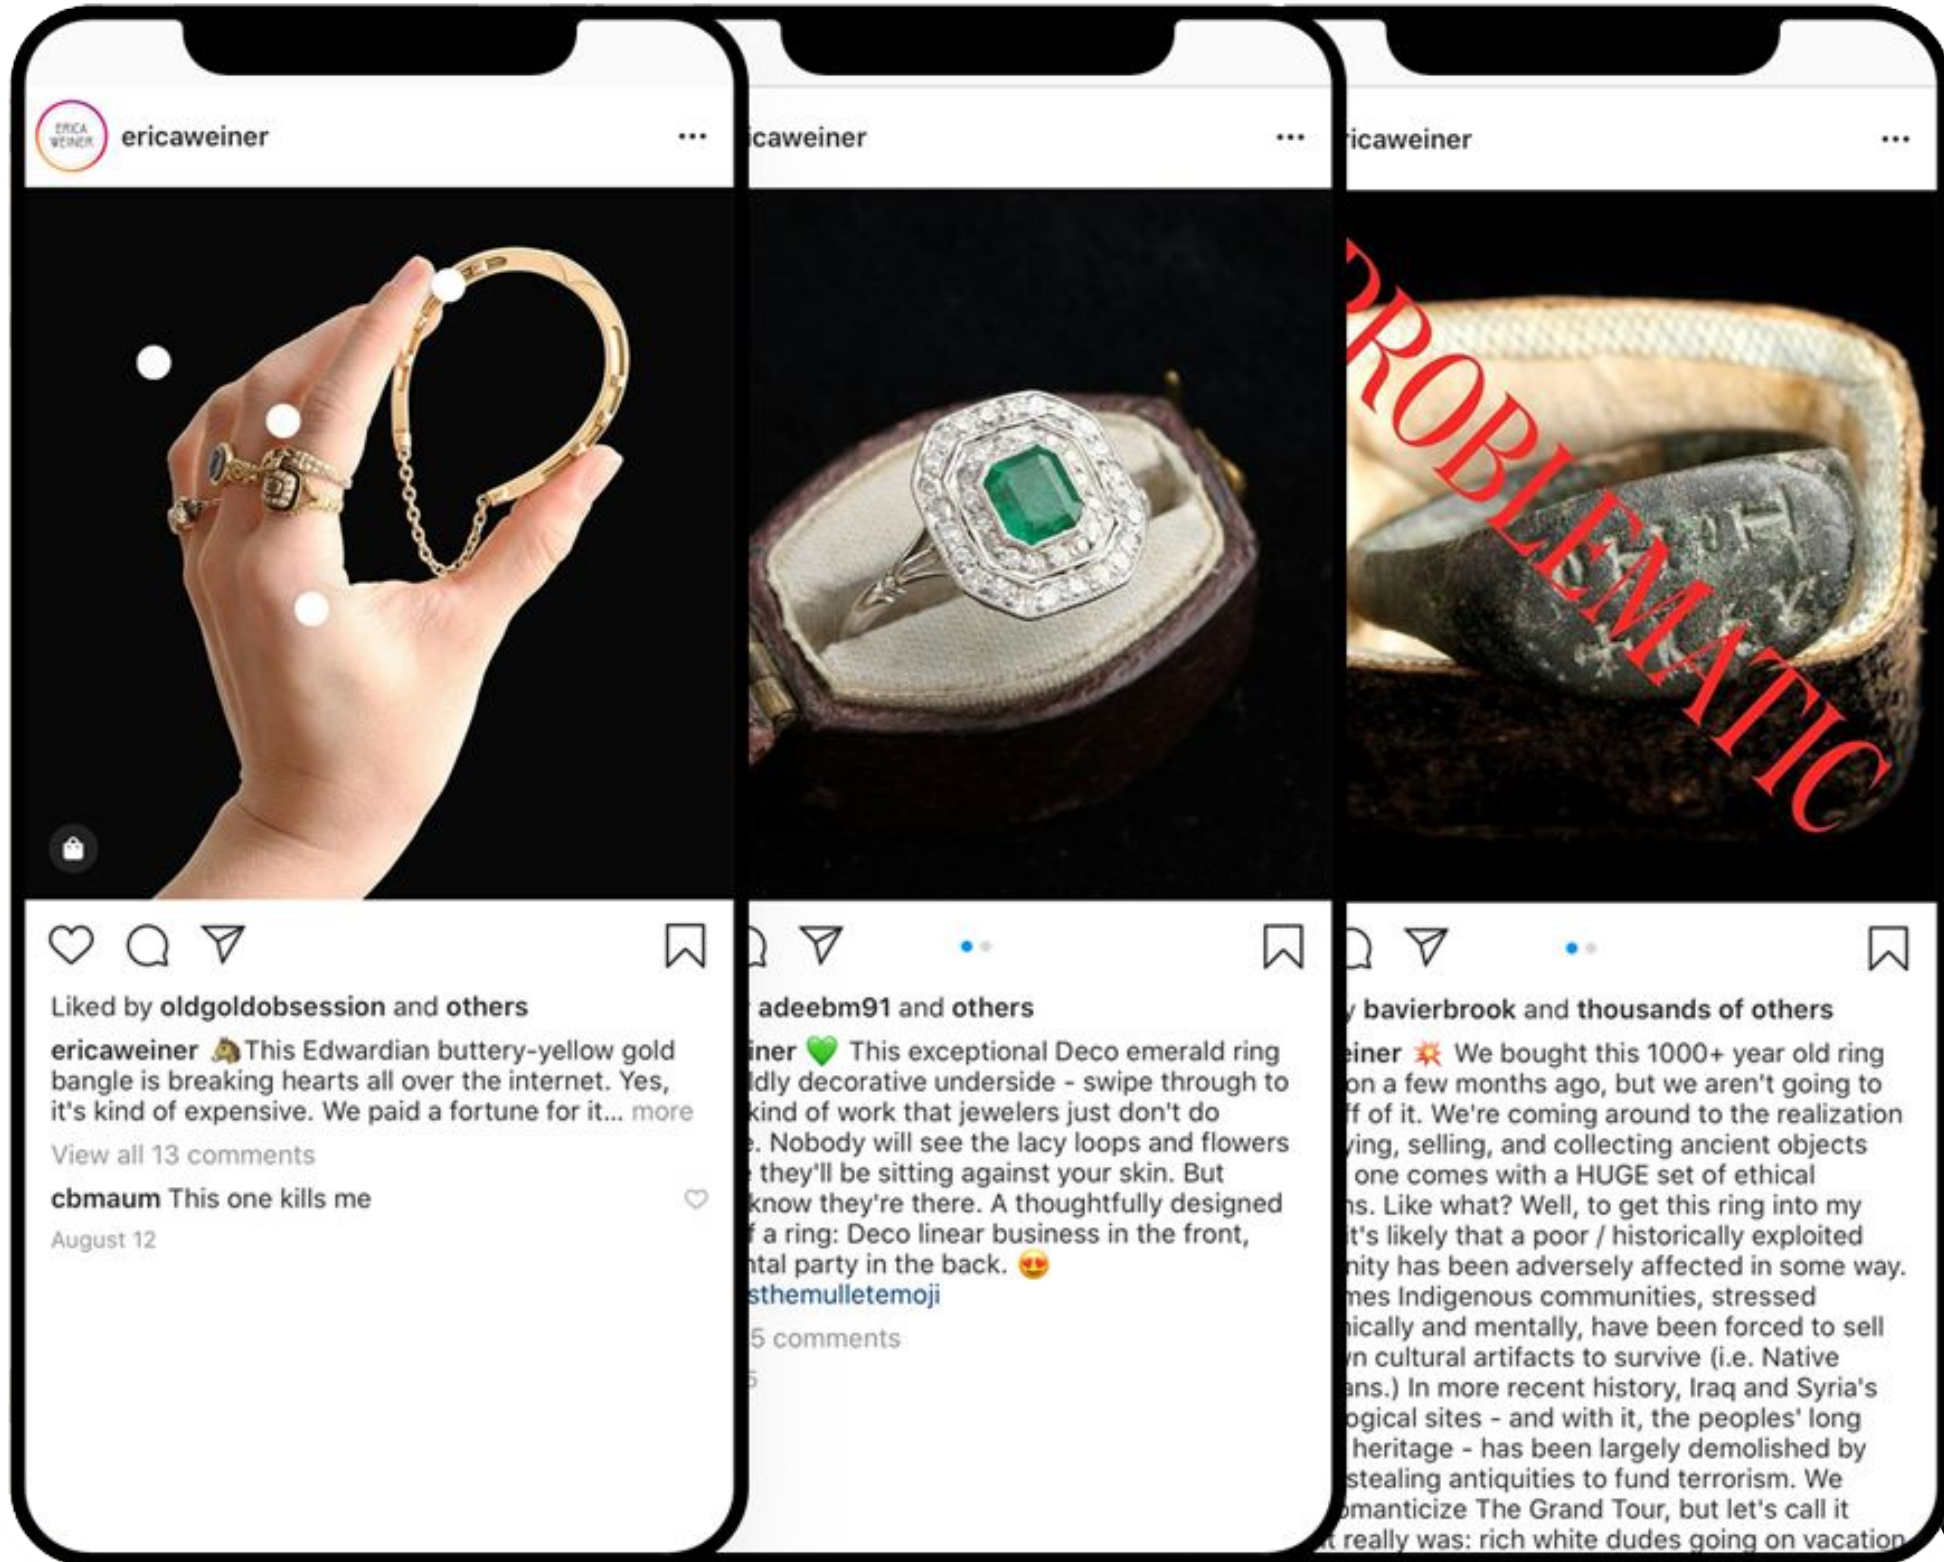 ERICA
WEINER
ericaweiner
Liked by oldgoldobsession and others
ericaweiner 🐴This Edwardian buttery-yellow gold
bangle is breaking hearts all over the internet. Yes,
it's kind of expensive. We paid a fortune for it... more
View all 13 comments
cbmaum This one kills me
August 12
icaweiner
adeebm91 and others
iner 💚 This exceptional Deco emerald ring
ldly decorative underside - swipe through to
kind of work that jewelers just don't do
e. Nobody will see the lacy loops and flowers
they'll be sitting against your skin. But
know they're there. A thoughtfully designed
f a ring: Deco linear business in the front,
ntal party in the back. 😍
sthemulletemoji
5 comments
5
ricaweiner
PROBLEMATIC
y bavierbrook and thousands of others
einer 💥 We bought this 1000+ year old ring
on a few months ago, but we aren't going to
ff of it. We're coming around to the realization
ying, selling, and collecting ancient objects
one comes with a HUGE set of ethical
ns. Like what? Well, to get this ring into my
it's likely that a poor / historically exploited
nity has been adversely affected in some way.
mes Indigenous communities, stressed
nically and mentally, have been forced to sell
wn cultural artifacts to survive (i.e. Native
ans.) In more recent history, Iraq and Syria's
ogical sites - and with it, the peoples' long
heritage - has been largely demolished by
stealing antiquities to fund terrorism. We
omanticize The Grand Tour, but let's call it
t really was: rich white dudes going on vacation